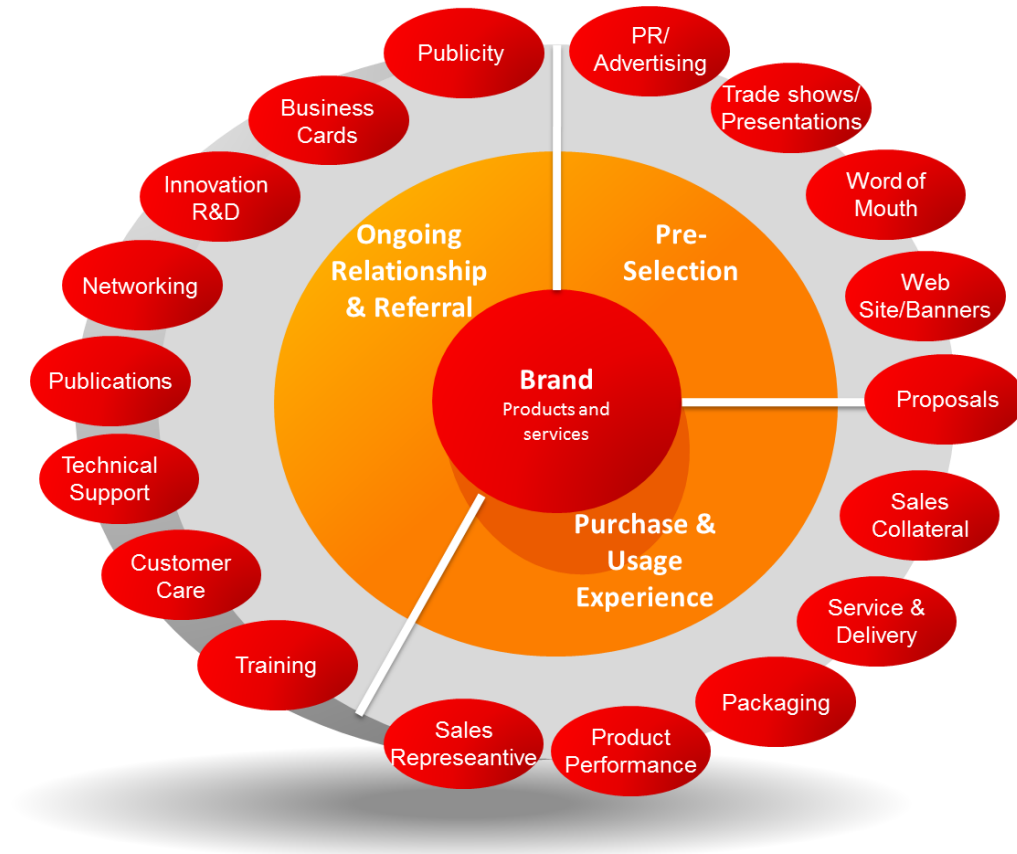 Publicity
PR/
Advertising
Business
Cards
Trade shows/
Presentations
Innovation
R&D
Word of
Mouth
Ongoing
Relationship
& Referral
Pre-
Selection
Networking
Web
Site/Banners
Brand
Products and
services
Publications
Proposals
Technical
Support
Sales
Collateral
Purchase &
Usage
Experience
Customer
Care
Service &
Delivery
Training
Packaging
Sales
Represeantive
Product
Performance